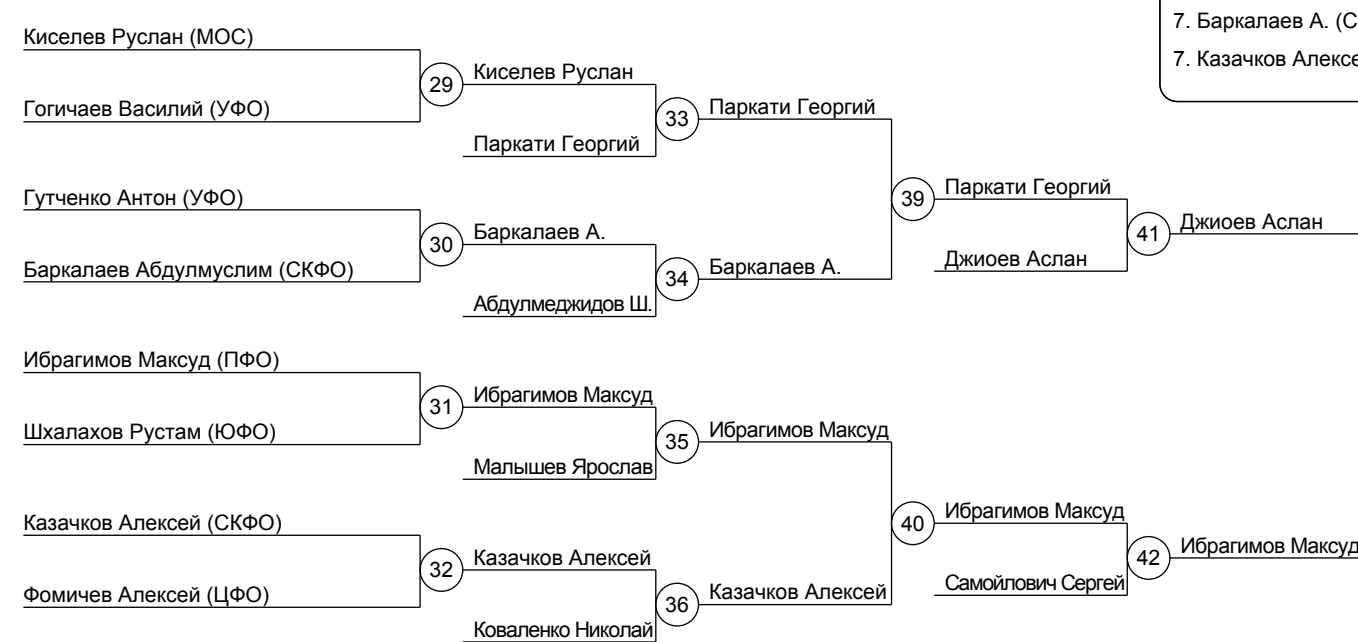 7. Баркалаев А. (С
7. Казачков Алексе
Киселев Руслан (МОС)
29
Киселев Руслан
Гогичаев Василий (УФО)
33
Паркати Георгий
Паркати Георгий
Гутченко Антон (УФО)
39
Паркати Георгий
30
Баркалаев А.
41
Джиоев Аслан
Баркалаев Абдулмуслим (СКФО)
34
Баркалаев А.
Джиоев Аслан
Абдулмеджидов Ш.
Ибрагимов Максуд (ПФО)
31
Ибрагимов Максуд
Шхалахов Рустам (ЮФО)
35
Ибрагимов Максуд
Малышев Ярослав
Казачков Алексей (СКФО)
40
Ибрагимов Максуд
32
Казачков Алексей
42
Ибрагимов Максуд
Фомичев Алексей (ЦФО)
36
Казачков Алексей
Самойлович Сергей
Коваленко Николай